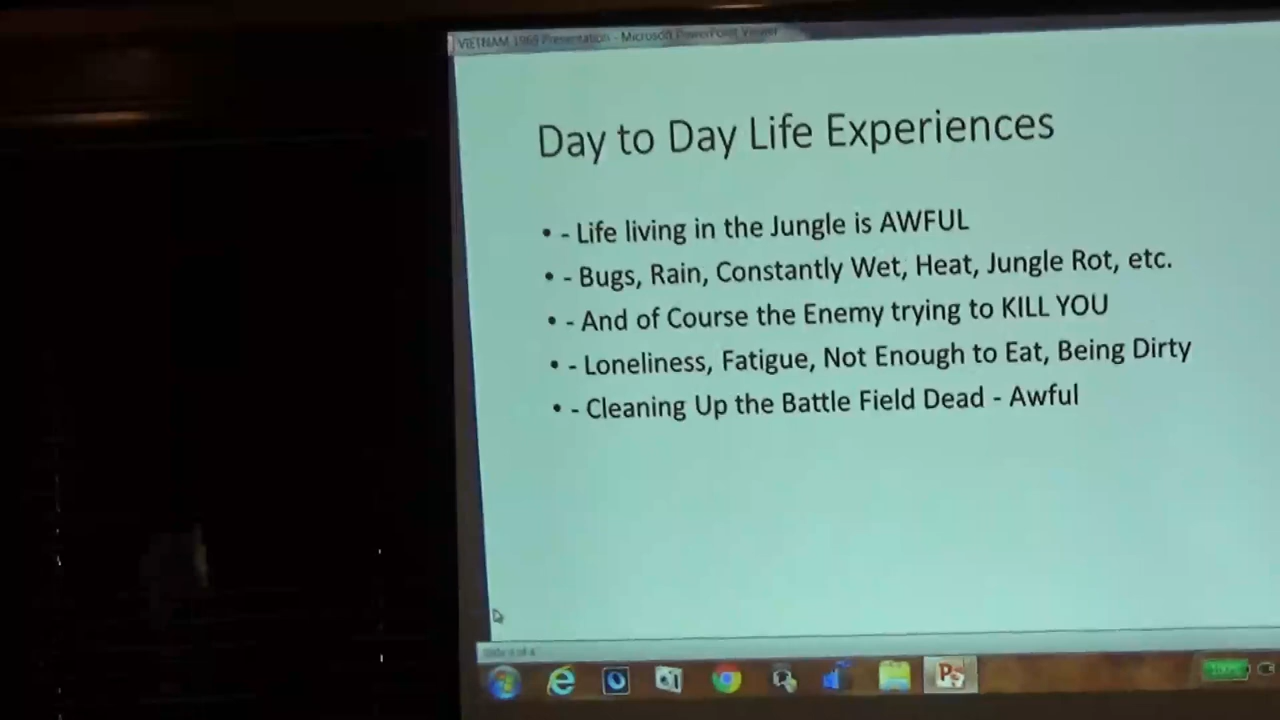 VIETNAM 1969 Presentation - Microsoft PowerPoint Viewer
Day to Day Life Experiences
• - Life living in the Jungle is AWFUL
• - Bugs, Rain, Constantly Wet, Heat, Jungle Rot, etc.
• - And of Course the Enemy trying to KILL YOU
• - Loneliness, Fatigue, Not Enough to Eat, Being Dirty
• - Cleaning Up the Battle Field Dead - Awful
100%